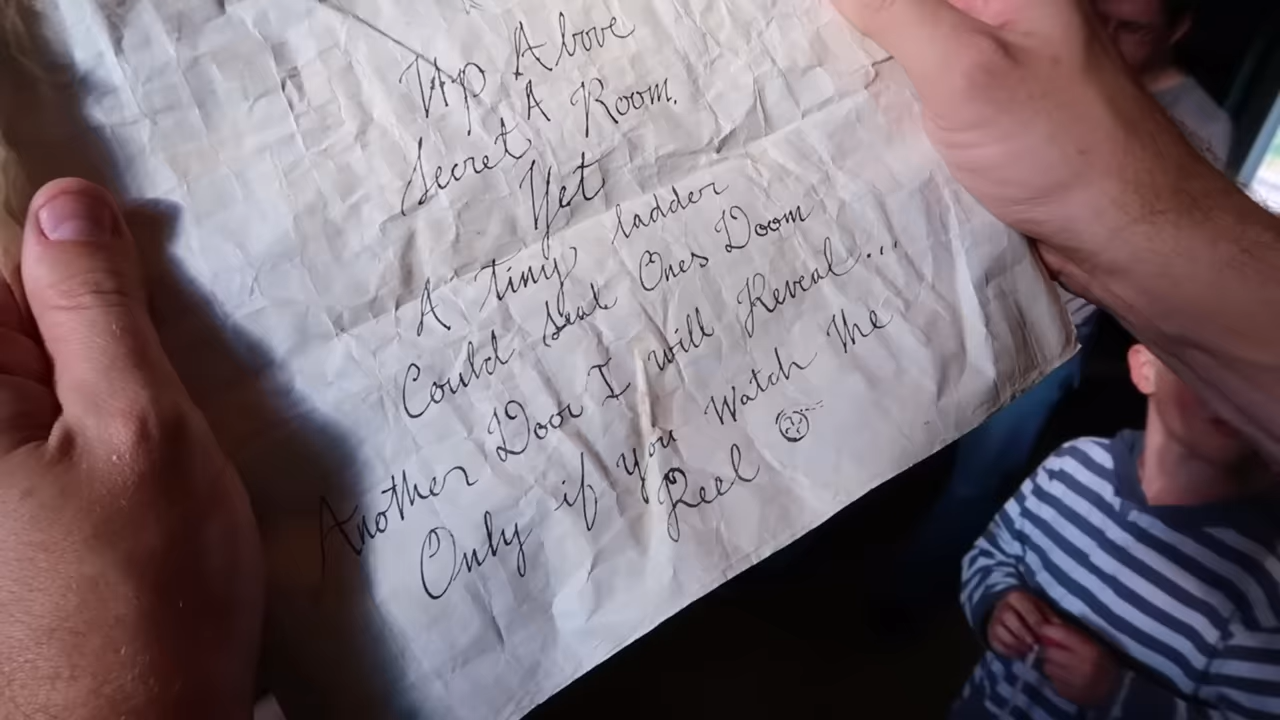 Up Above
Secret A Room.
Yet
A tiny ladder
Could Seal Ones Doom
Another Door I will Reveal...
Only if you Watch the
Reel